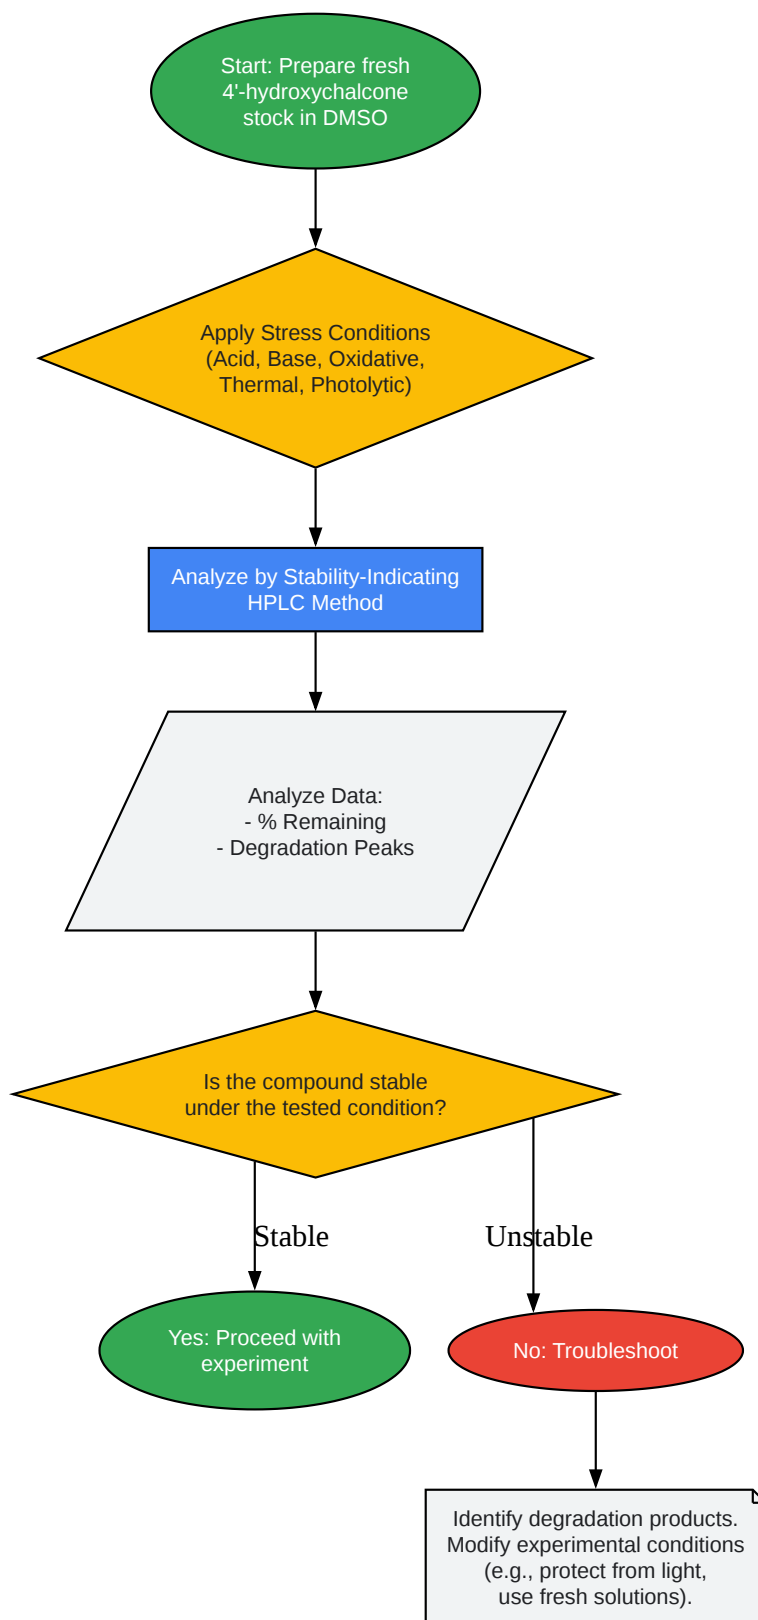 Start: Prepare fresh
4'-hydroxychalcone
stock in DMSO
Apply Stress Conditions
(Acid, Base, Oxidative,
Thermal, Photolytic)
Analyze by Stability-Indicating
HPLC Method
Analyze Data:
- % Remaining
- Degradation Peaks
Is the compound stable
under the tested condition?
Stable
Unstable
Yes: Proceed with
experiment
No: Troubleshoot
Identify degradation products.
Modify experimental conditions
(e.g., protect from light,
use fresh solutions).